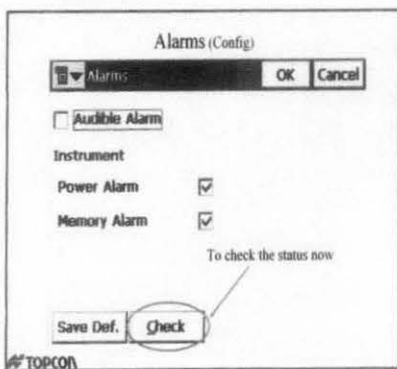 Alarms (Config)
Alarms OK Cancel
Audible Alarm
Instrument
Power Alarm
Memory Alarm
To check the status now
Save Def. Check
TOPCON